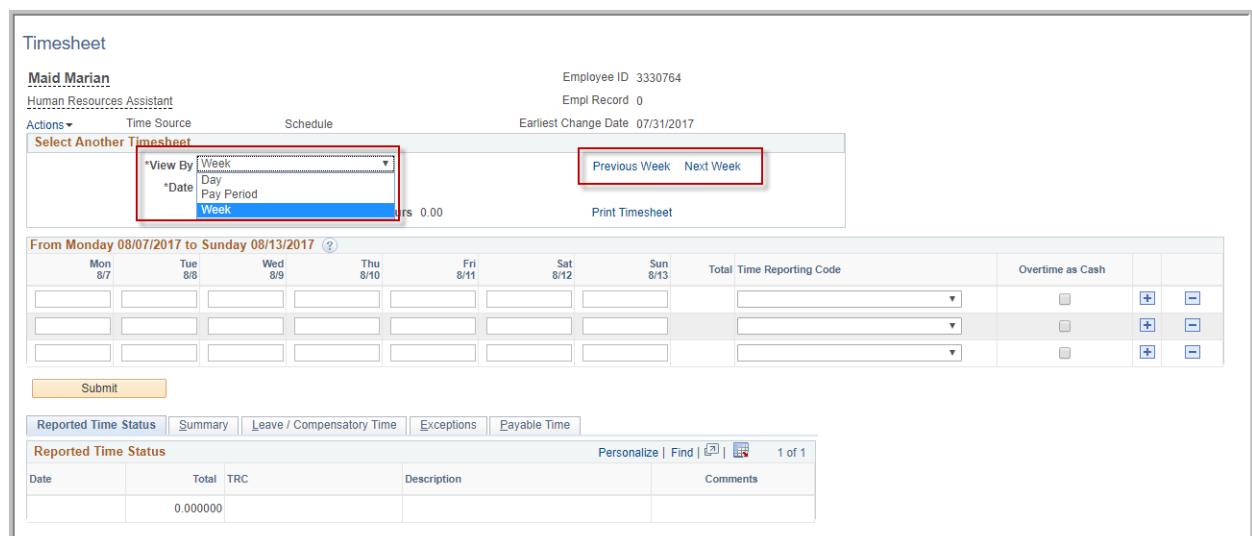 Timesheet
Maid Marian
Employee ID 3330764
Human Resources Assistant
Empl Record 0
Actions Time Source Schedule Earliest Change Date 07/31/2017
Select Another Timesheet
*View By Week Previous Week Next Week
Day
*Date
Pay Period
Week
urs 0.00 Print Timesheet
From Monday 08/07/2017 to Sunday 08/13/2017 ?
Mon Tue Wed Thu Fri Sat Sun Total Time Reporting Code Overtime as Cash
8/7 8/8 8/9 8/10 8/11 8/12 8/13
Submit
Reported Time Status Summary Leave / Compensatory Time Exceptions Payable Time
Reported Time Status Personalize | Find | | 1 of 1
Date Total TRC Description Comments
0.000000